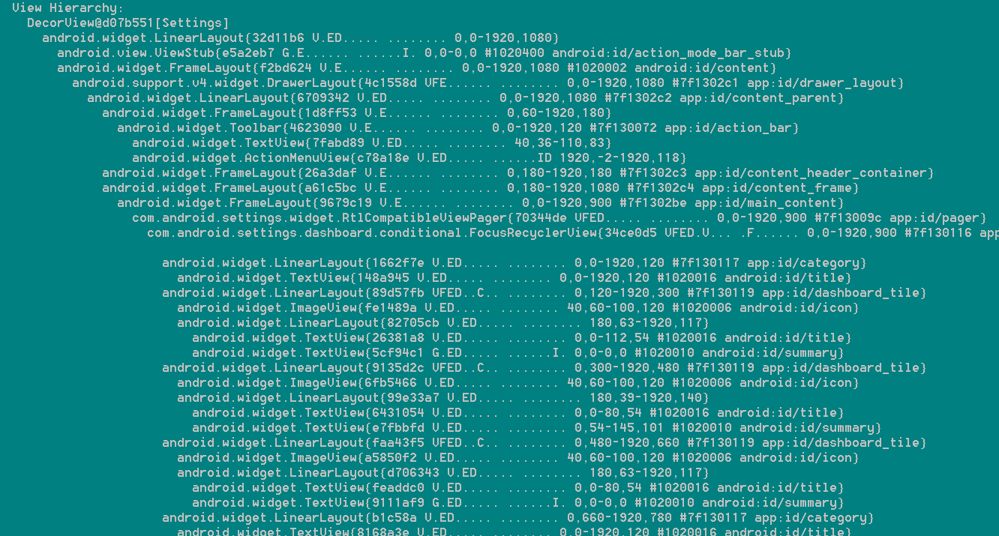 View Hierarchy:
DecorView@d07b551[Settings]
android.widget.LinearLayout{32d11b6 V.ED..... ........ 0,0-1920,1080}
android.view.ViewStub{e5a2eb7 G.E...... ......I. 0,0-0,0 #1020400 android:id/action_mode_bar_stub}
android.widget.FrameLayout{f2bd624 V.E...... ........ 0,0-1920,1080 #1020002 android:id/content}
android.support.v4.widget.DrawerLayout{4c1558d VFE...... ........ 0,0-1920,1080 #7f1302c1 app:id/drawer_layout}
android.widget.LinearLayout{6709342 V.ED..... ........ 0,0-1920,1080 #7f1302c2 app:id/content_parent}
android.widget.FrameLayout{1d8ff53 V.E...... ........ 0,60-1920,180}
android.widget.Toolbar{4623090 V.E...... ........ 0,0-1920,120 #7f130072 app:id/action_bar}
android.widget.TextView{7fabd89 V.ED..... ........ 40,36-110,83}
android.widget.ActionMenuView{c78a18e V.ED..... ......ID 1920,-2-1920,118}
android.widget.FrameLayout{26a3daf V.E...... ........ 0,180-1920,180 #7f1302c3 app:id/content_header_container}
android.widget.FrameLayout{a61c5bc V.E...... ........ 0,180-1920,1080 #7f1302c4 app:id/content_frame}
android.widget.FrameLayout{9679c19 V.E...... ........ 0,0-1920,900 #7f1302be app:id/main_content}
com.android.settings.widget.RtlCompatibleViewPager{70344de VFED..... ........ 0,0-1920,900 #7f13009c app:id/pager}
com.android.settings.dashboard.conditional.FocusRecyclerView{34ce0d5 VFED.V... .F...... 0,0-1920,900 #7f130116 app
android.widget.LinearLayout{1662f7e V.ED..... ........ 0,0-1920,120 #7f130117 app:id/category}
android.widget.TextView{148a945 V.ED..... ........ 0,0-1920,120 #1020016 android:id/title}
android.widget.LinearLayout{89d57fb VFED..C.. ........ 0,120-1920,300 #7f130119 app:id/dashboard_tile}
android.widget.ImageView{fe1489a V.ED..... ........ 40,60-100,120 #1020006 android:id/icon}
android.widget.LinearLayout{82705cb V.ED..... ........ 180,63-1920,117}
android.widget.TextView{26381a8 V.ED..... ........ 0,0-112,54 #1020016 android:id/title}
android.widget.TextView{5cf94c1 G.ED..... ......I. 0,0-0,0 #1020010 android:id/summary}
android.widget.LinearLayout{9135d2c VFED..C.. ........ 0,300-1920,480 #7f130119 app:id/dashboard_tile}
android.widget.ImageView{6fb5466 V.ED..... ........ 40,60-100,120 #1020006 android:id/icon}
android.widget.LinearLayout{99e33a7 V.ED..... ........ 180,39-1920,140}
android.widget.TextView{6431054 V.ED..... ........ 0,0-80,54 #1020016 android:id/title}
android.widget.TextView{e7fbbfd V.ED..... ........ 0,54-145,101 #1020010 android:id/summary}
android.widget.LinearLayout{faa43f5 VFED..C.. ........ 0,480-1920,660 #7f130119 app:id/dashboard_tile}
android.widget.ImageView{a5850f2 V.ED..... ........ 40,60-100,120 #1020006 android:id/icon}
android.widget.LinearLayout{d706343 V.ED..... ........ 180,63-1920,117}
android.widget.TextView{feaddc0 V.ED..... ........ 0,0-80,54 #1020016 android:id/title}
android.widget.TextView{9111af9 G.ED..... ......I. 0,0-0,0 #1020010 android:id/summary}
android.widget.LinearLayout{b1c58a V.ED..... ........ 0,660-1920,780 #7f130117 app:id/category}
android.widget.TextView{8168a3e V.ED..... ........ 0,0-1920,120 #1020016 android:id/title}